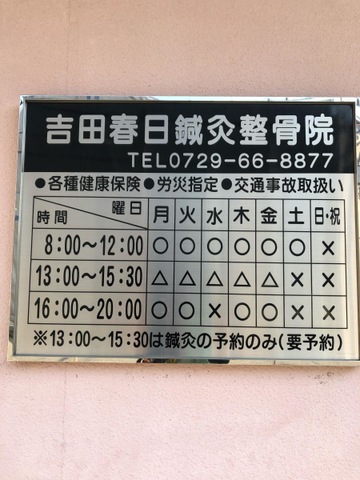 吉田春日鍼灸整骨院
TEL0729-66-8877
●各種健康保険●労災指定●交通事故取扱い
時間 曜日 月 火 水 木 金 土 日・祝
8:00〜12:00 ○ ○ ○ ○ ○ ○ ×
13:00〜15:30 △ △ △ △ △ × ×
16:00〜20:00 ○ ○ × ○ ○ × ×
※13:00〜15:30は鍼灸の予約のみ(要予約)